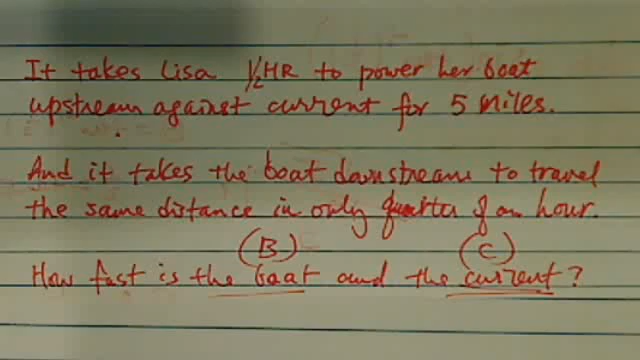 It takes Lisa 1/2 HR to power her boat
upstream against current for 5 miles.
And it takes the boat downstream to travel
the same distance in only quarter of an hour.
(B) (C)
How fast is the boat and the current?